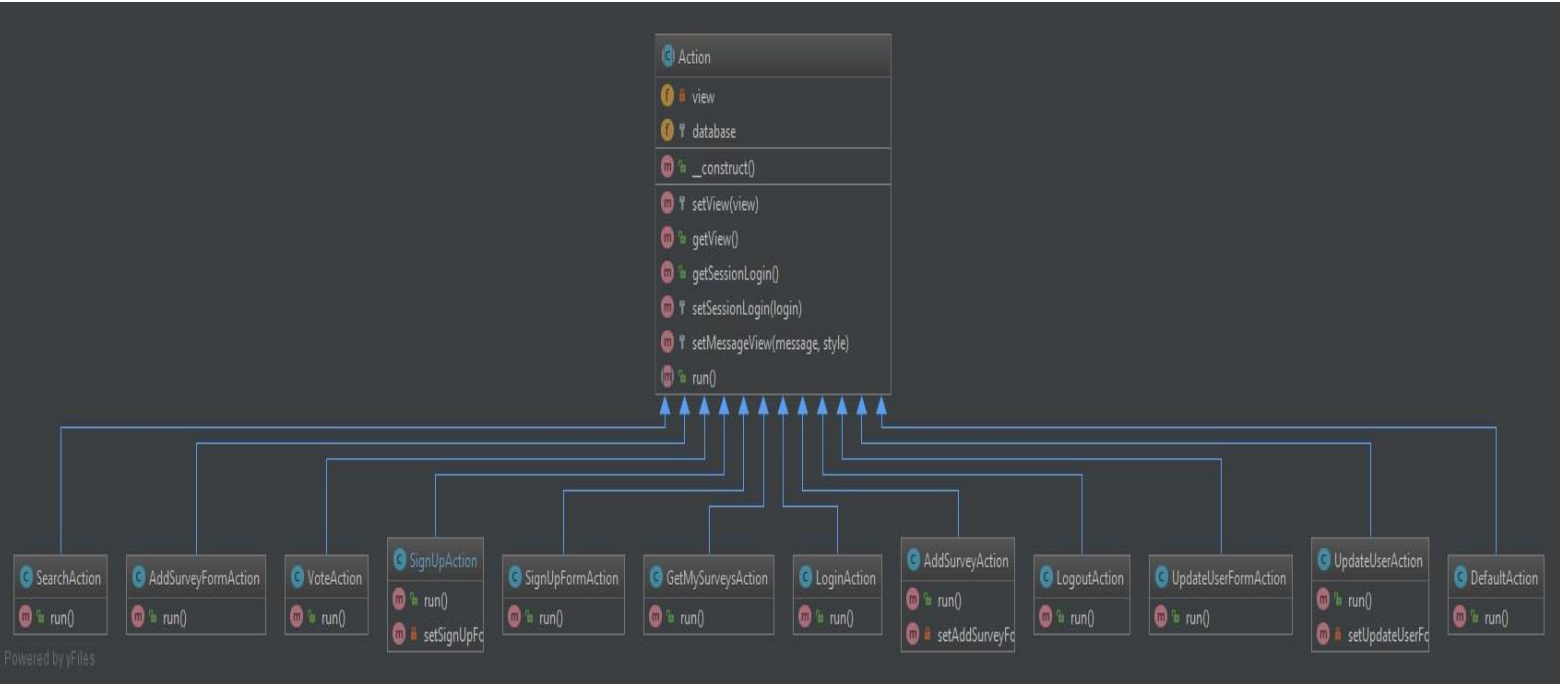 Action
view
database
__construct()
setView(view)
getView()
getSessionLogin()
setSessionLogin(login)
setMessageView(message, style)
run()
SearchAction
run()
AddSurveyFormAction
run()
VoteAction
run()
SignUpAction
run()
setSignUpFo
SignUpFormAction
run()
GetMySurveysAction
run()
LoginAction
run()
AddSurveyAction
run()
setAddSurveyFo
LogoutAction
run()
UpdateUserFormAction
run()
UpdateUserAction
run()
setUpdateUserFo
DefaultAction
run()
Powered by yFiles